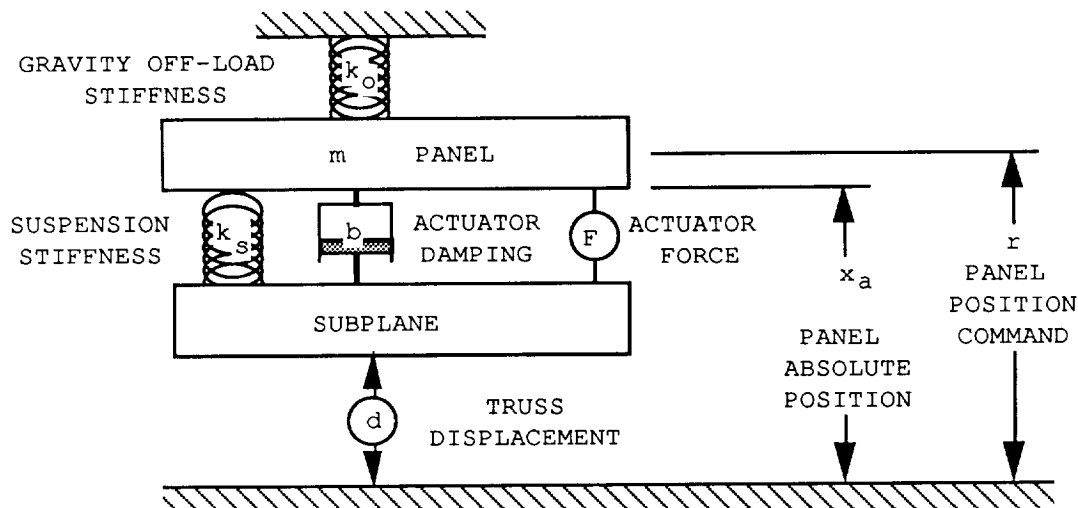 GRAVITY OFF-LOAD
STIFFNESS
k o
m PANEL
SUSPENSION
STIFFNESS
k s
b
ACTUATOR
DAMPING
F
ACTUATOR
FORCE
SUBPLANE
d
TRUSS
DISPLACEMENT
x a
PANEL
ABSOLUTE
POSITION
r
PANEL
POSITION
COMMAND